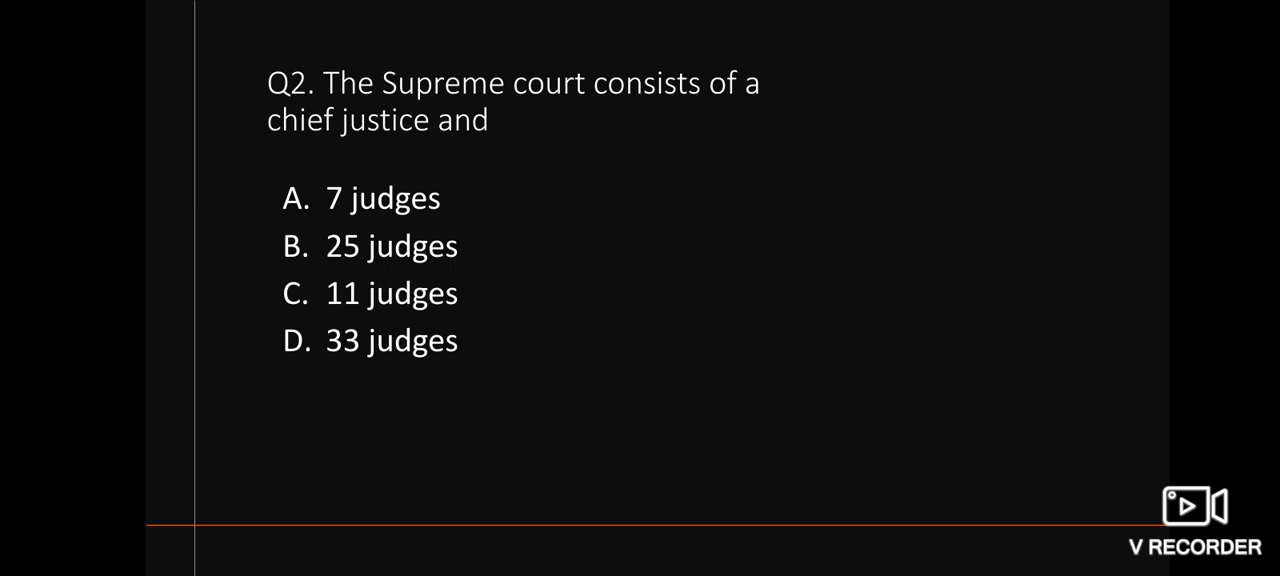 Q2. The Supreme court consists of a
chief justice and
A. 7 judges
B. 25 judges
C. 11 judges
D. 33 judges
V RECORDER